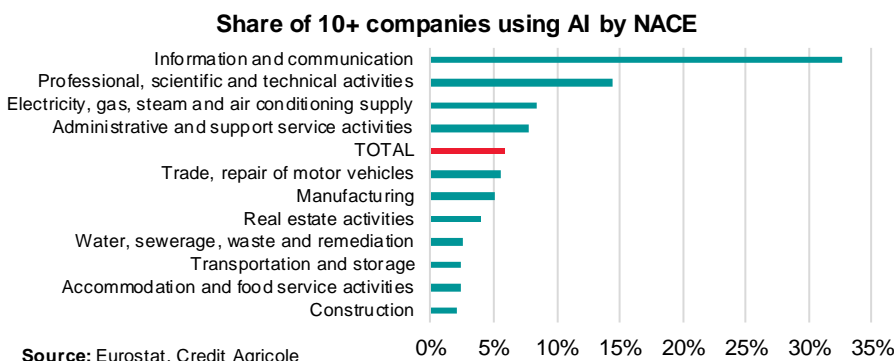 Share of 10+ companies using AI by NACE
Information and communication
Professional, scientific and technical activities
Electricity, gas, steam and air conditioning supply
Administrative and support service activities
TOTAL
Trade, repair of motor vehicles
Manufacturing
Real estate activities
Water, sewerage, waste and remediation
Transportation and storage
Accommodation and food service activities
Construction
0% 5% 10% 15% 20% 25% 30% 35%
Source: Eurostat, Credit Agricole